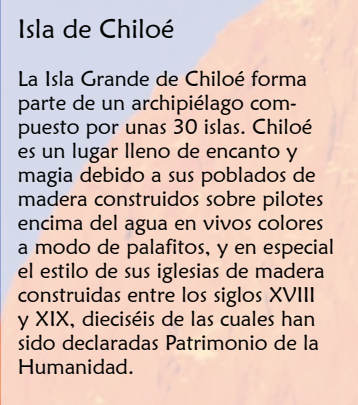 Isla de Chiloé
La Isla Grande de Chiloé forma
parte de un archipiélago com-
puesto por unas 30 islas. Chiloé
es un lugar lleno de encanto y
magia debido a sus poblados de
madera construidos sobre pilotes
encima del agua en vivos colores
a modo de palafitos, y en especial
el estilo de sus iglesias de madera
construidas entre los siglos XVIII
y XIX, dieciséis de las cuales han
sido declaradas Patrimonio de la
Humanidad.